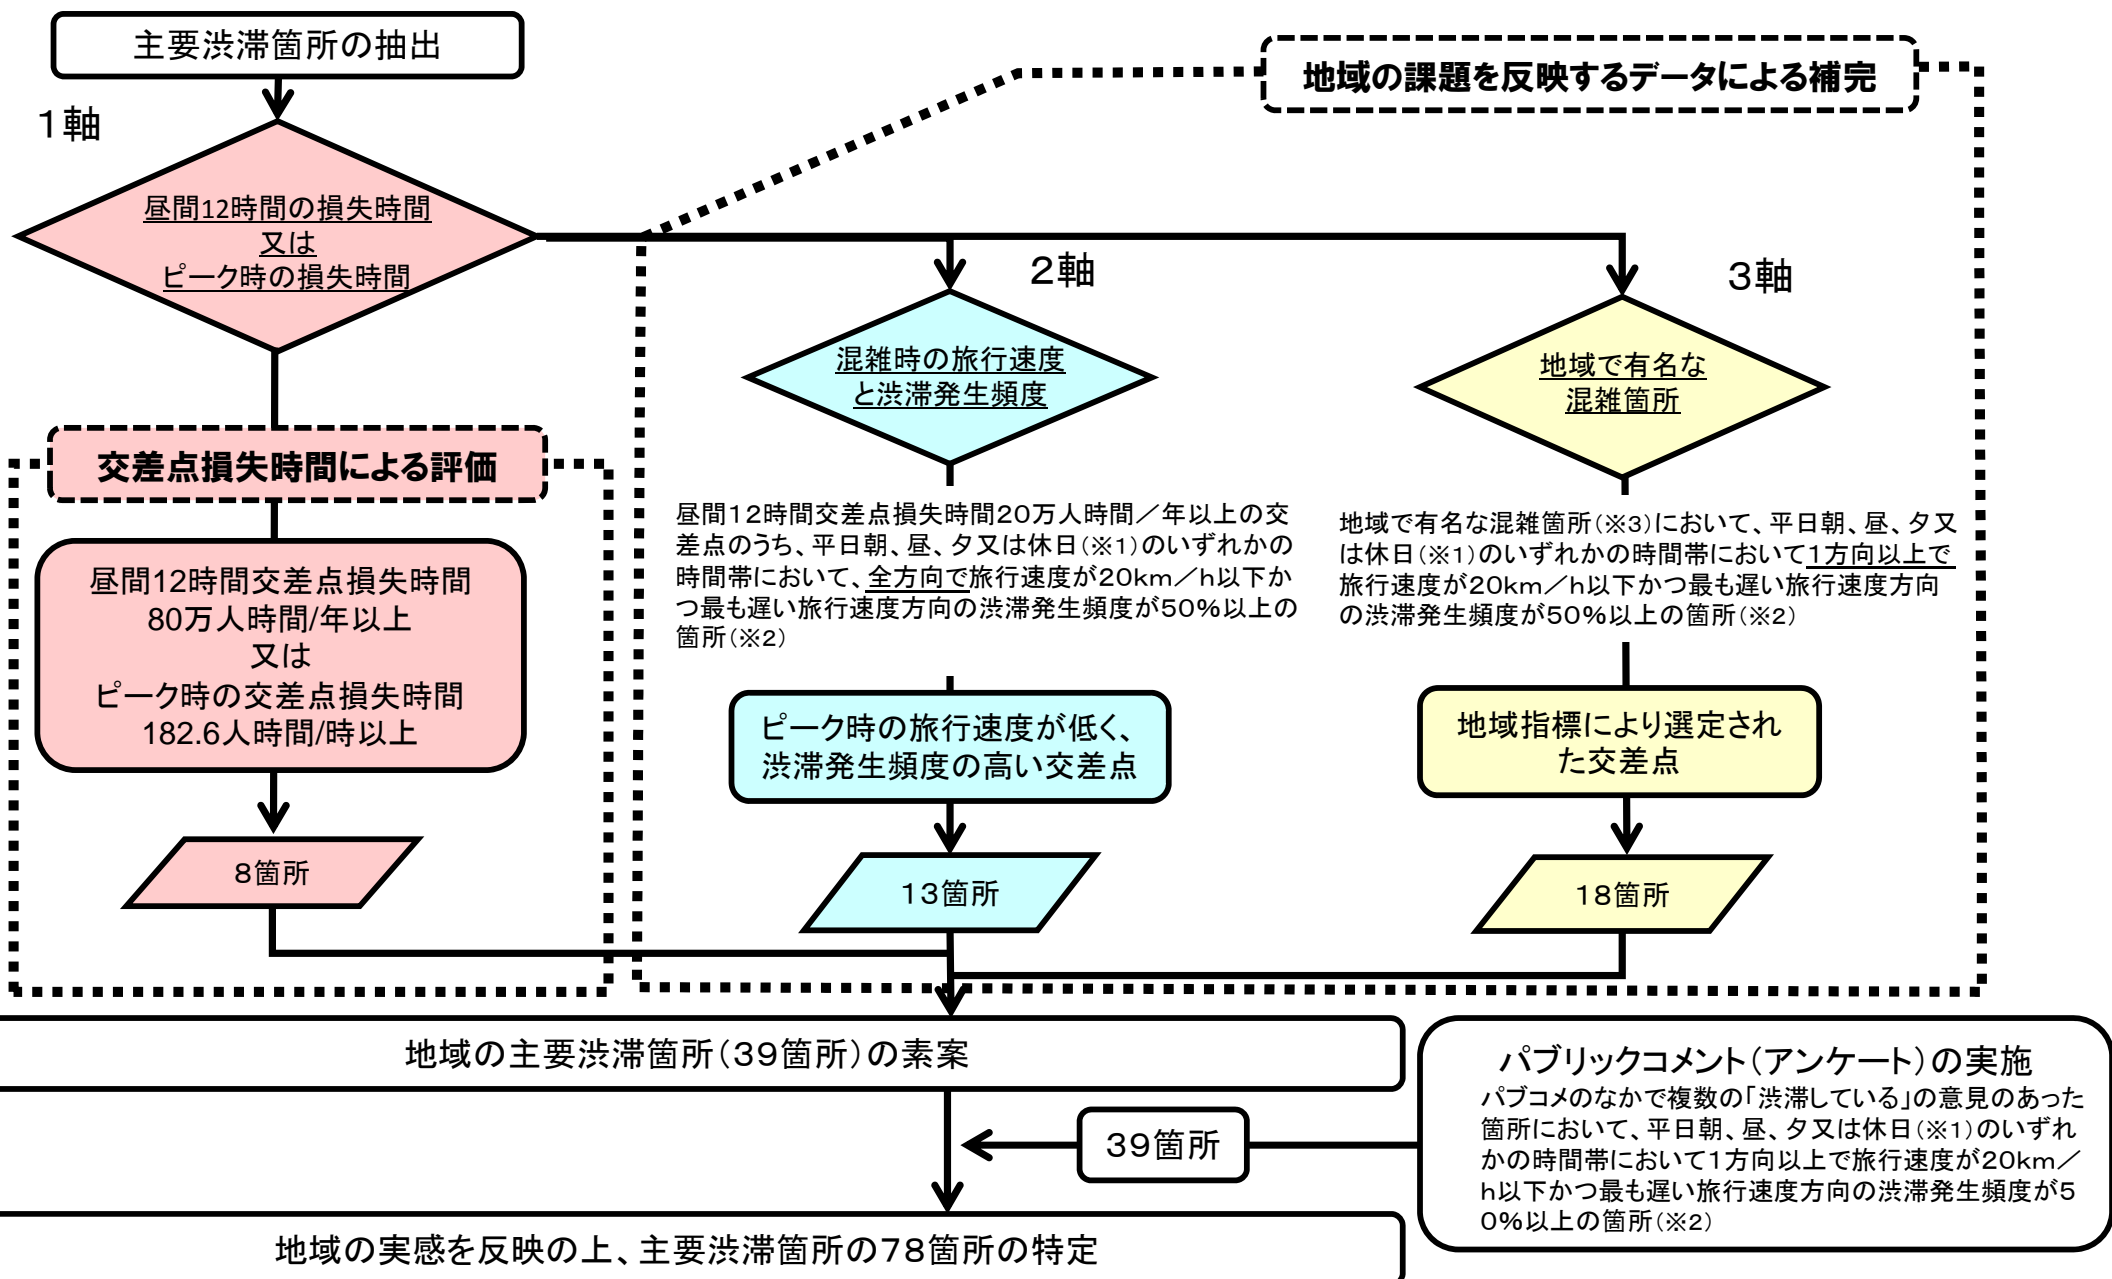 主要渋滞箇所の抽出
地域の課題を反映するデータによる補完
1軸
昼間12時間の損失時間
又は
ピーク時の損失時間
2軸
3軸
混雑時の旅行速度
と渋滞発生頻度
地域で有名な
混雑箇所
交差点損失時間による評価
昼間12時間交差点損失時間20万人時間／年以上の交
差点のうち、平日朝、昼、夕又は休日(※1)のいずれかの
時間帯において、全方向で旅行速度が20km／h以下か
つ最も遅い旅行速度方向の渋滞発生頻度が50%以上の
箇所(※2)
地域で有名な混雑箇所(※3)において、平日朝、昼、夕又
は休日(※1)のいずれかの時間帯において1方向以上で
旅行速度が20km／h以下かつ最も遅い旅行速度方向
の渋滞発生頻度が50%以上の箇所(※2)
昼間12時間交差点損失時間
80万人時間/年以上
又は
ピーク時の交差点損失時間
182.6人時間/時以上
ピーク時の旅行速度が低く、
渋滞発生頻度の高い交差点
地域指標により選定され
た交差点
8箇所
13箇所
18箇所
地域の主要渋滞箇所(39箇所)の素案
パブリックコメント(アンケート)の実施
パブコメのなかで複数の「渋滞している」の意見のあった
箇所において、平日朝、昼、夕又は休日(※1)のいずれ
かの時間帯において1方向以上で旅行速度が20km／
h以下かつ最も遅い旅行速度方向の渋滞発生頻度が5
0%以上の箇所(※2)
39箇所
地域の実感を反映の上、主要渋滞箇所の78箇所の特定